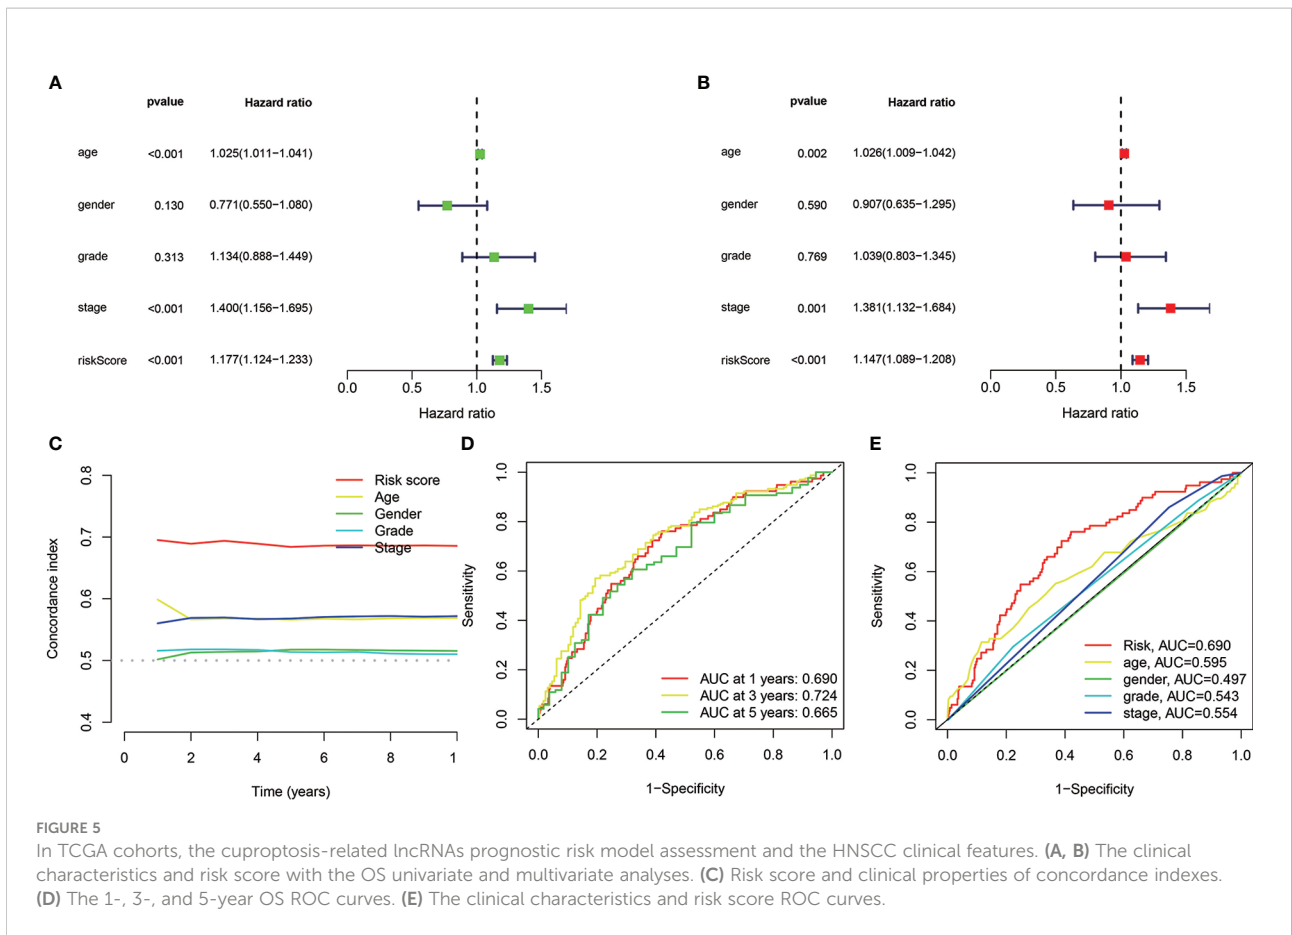 A
pvalue Hazard ratio
age <0.001 1.025(1.011−1.041)
gender 0.130 0.771(0.550−1.080)
grade 0.313 1.134(0.888−1.449)
stage <0.001 1.400(1.156−1.695)
riskScore <0.001 1.177(1.124−1.233)
0.0 0.5 1.0 1.5
Hazard ratio
B
pvalue Hazard ratio
age 0.002 1.026(1.009−1.042)
gender 0.590 0.907(0.635−1.295)
grade 0.769 1.039(0.803−1.345)
stage 0.001 1.381(1.132−1.684)
riskScore <0.001 1.147(1.089−1.208)
0.0 0.5 1.0 1.5
Hazard ratio
C
Concordance index
0.8
0.7
0.6
0.5
0.4
Risk score
Age
Gender
Grade
Stage
0 2 4 6 8 1
Time (years)
D
Sensitivity
1.0
0.8
0.6
0.4
0.2
0.0
AUC at 1 years: 0.690
AUC at 3 years: 0.724
AUC at 5 years: 0.665
0.0 0.2 0.4 0.6 0.8 1.0
1−Specificity
E
Sensitivity
1.0
0.8
0.6
0.4
0.2
0.0
Risk, AUC=0.690
age, AUC=0.595
gender, AUC=0.497
grade, AUC=0.543
stage, AUC=0.554
0.0 0.2 0.4 0.6 0.8 1.0
1−Specificity
FIGURE 5
In TCGA cohorts, the cuproptosis-related lncRNAs prognostic risk model assessment and the HNSCC clinical features. (A, B) The clinical
characteristics and risk score with the OS univariate and multivariate analyses. (C) Risk score and clinical properties of concordance indexes.
(D) The 1-, 3-, and 5-year OS ROC curves. (E) The clinical characteristics and risk score ROC curves.